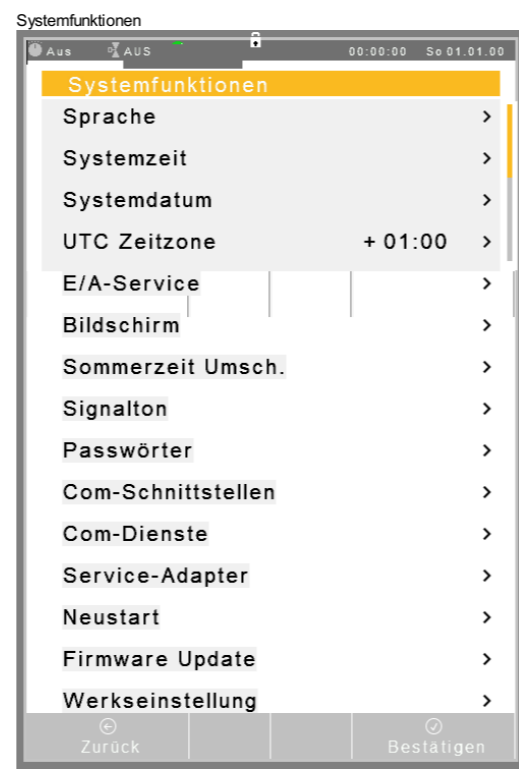 Systemfunktionen
Aus AUS 00:00:00 So 01.01.00
Systemfunktionen
Sprache >
Systemzeit >
Systemdatum >
UTC Zeitzone + 01:00 >
E/A-Service >
Bildschirm >
Sommerzeit Umsch. >
Signalton >
Passwörter >
Com-Schnittstellen >
Com-Dienste >
Service-Adapter >
Neustart >
Firmware Update >
Werkseinstellung >
Zurück Bestätigen